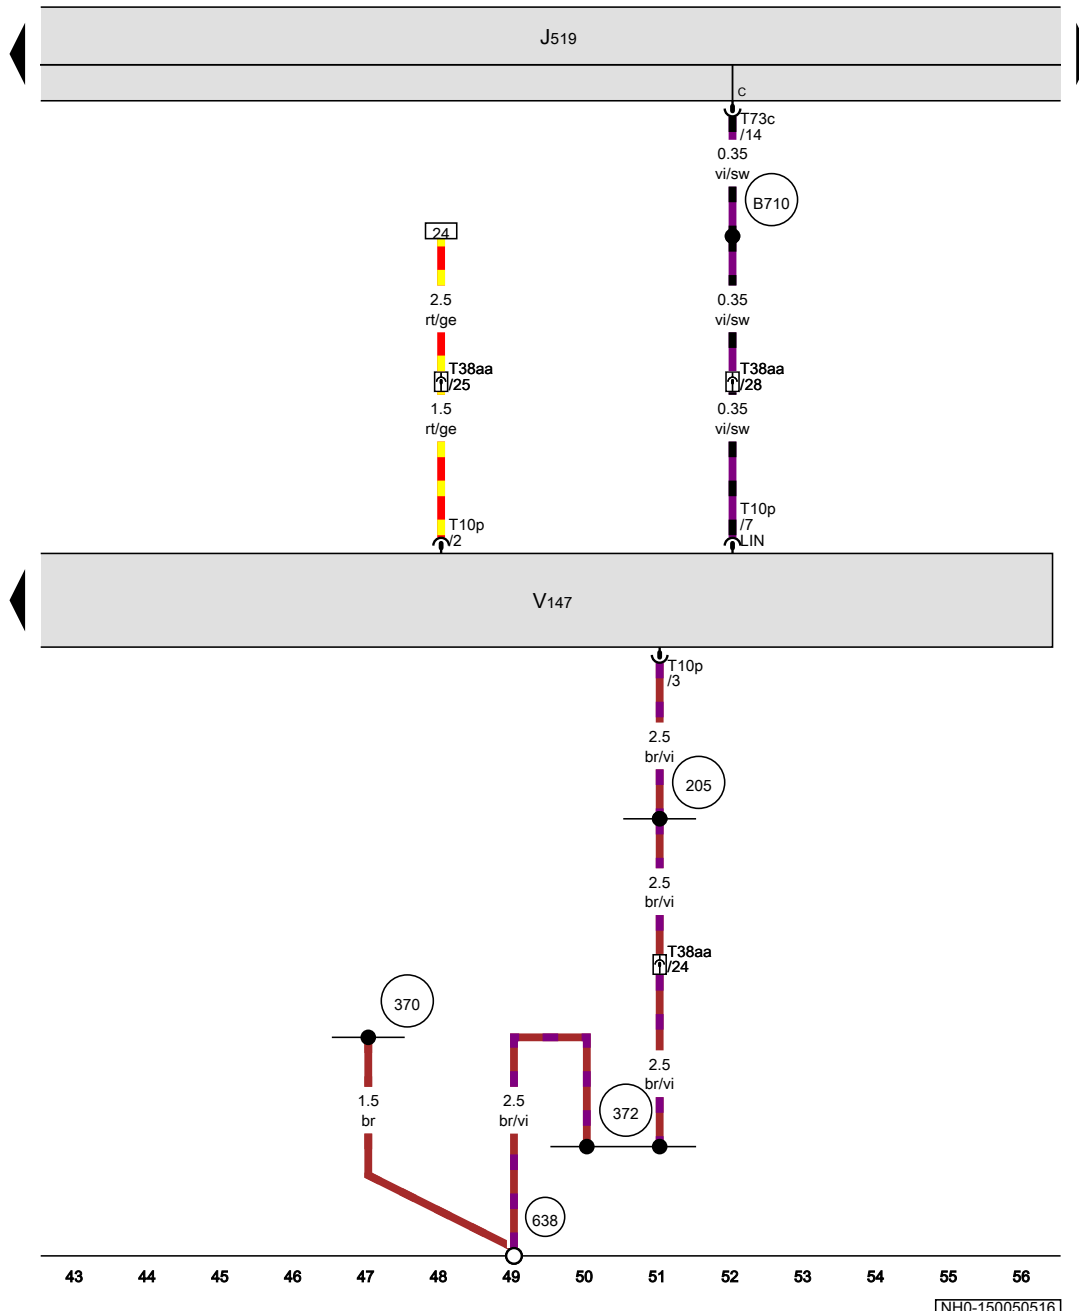 J519
c
T73c
/14
0.35
vi/sw
B710
24
2.5
rt/ge
0.35
vi/sw
T38aa
/25
T38aa
/28
1.5
rt/ge
0.35
vi/sw
T10p
/2
T10p
/7
LIN
V147
T10p
/3
2.5
br/vi
205
2.5
br/vi
T38aa
/24
370
2.5
br/vi
1.5
br
2.5
br/vi
372
638
43 44 45 46 47 48 49 50 51 52 53 54 55 56
NH0-150050516